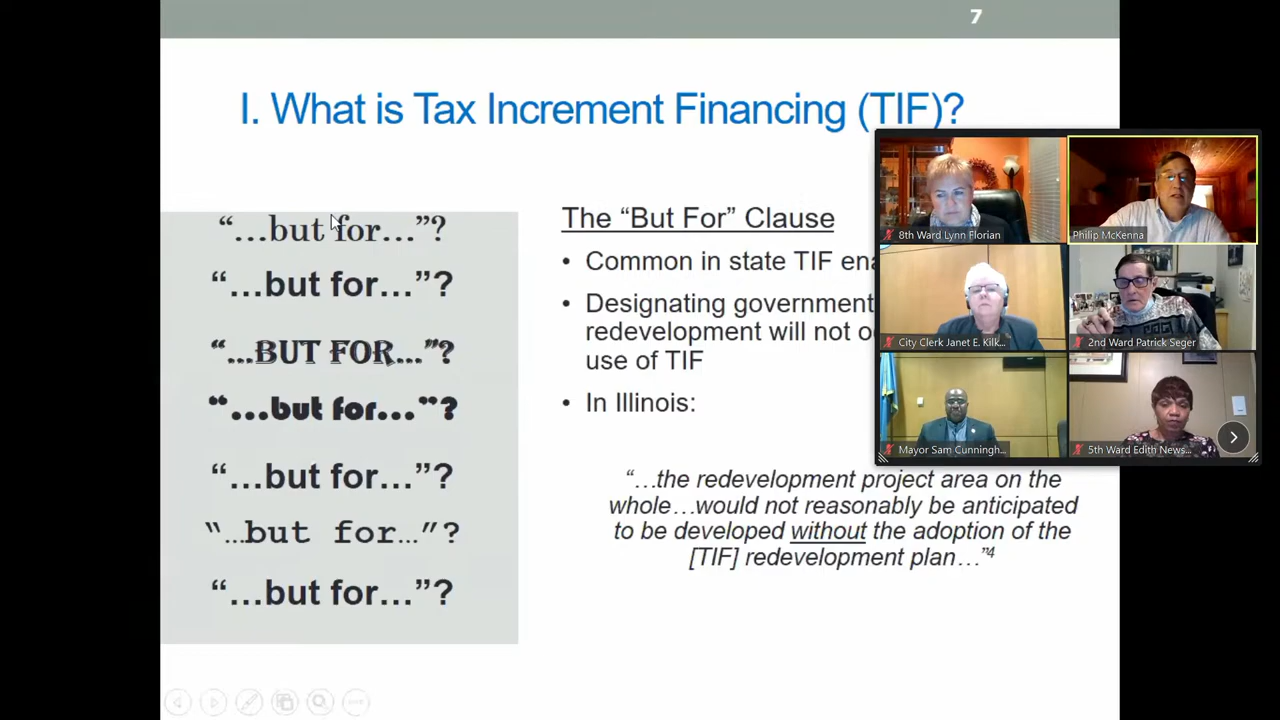 7
I. What is Tax Increment Financing (TIF)?
“…but for…”?
“…but for…”?
“…BUT FOR…”?
“…but for…”?
“…but for…”?
“…but for…”?
“…but for…”?
The “But For” Clause
• Common in state TIF
• Designating government
redevelopment will not
use of TIF
• In Illinois:
“…the redevelopment project area on the
whole…would not reasonably be anticipated
to be developed without the adoption of the
[TIF] redevelopment plan…”4
8th Ward Lynn Florian
Philip McKenna
City Clerk Janet E. Kilk...
2nd Ward Patrick Seger
Mayor Sam Cunningh...
5th Ward Edith News...